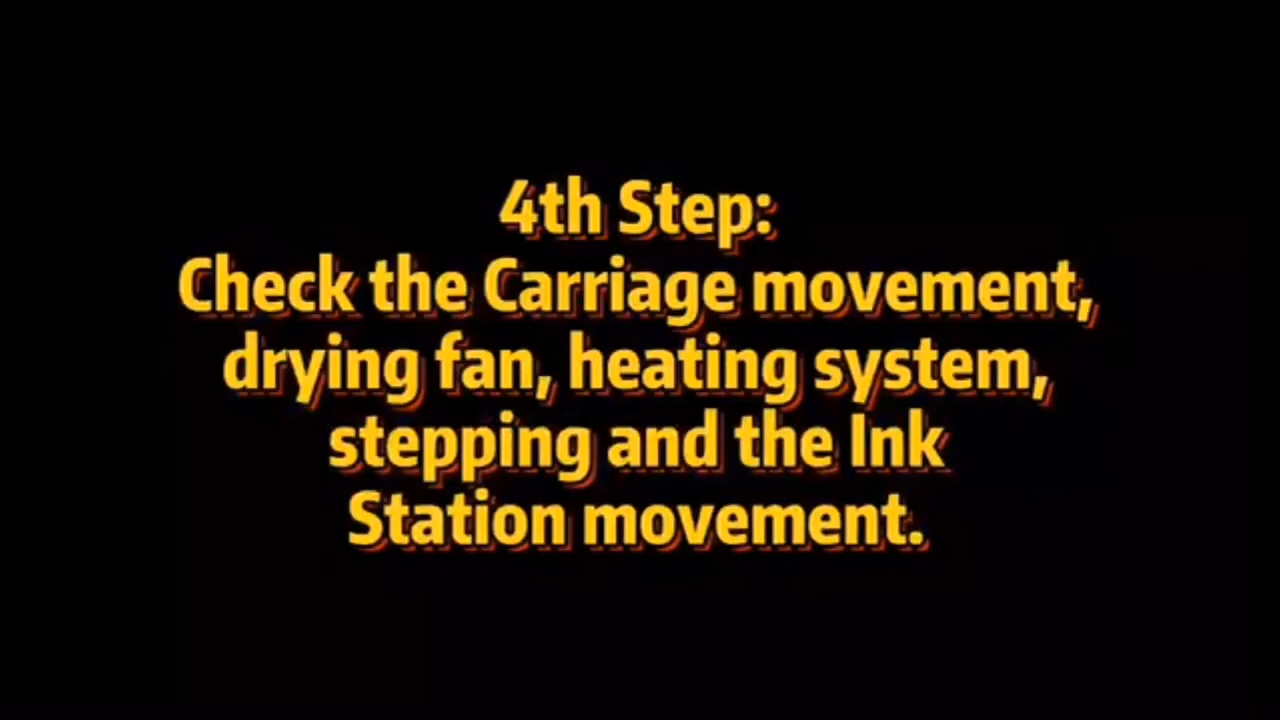 4th Step:
Check the Carriage movement,
drying fan, heating system,
stepping and the Ink
Station movement.